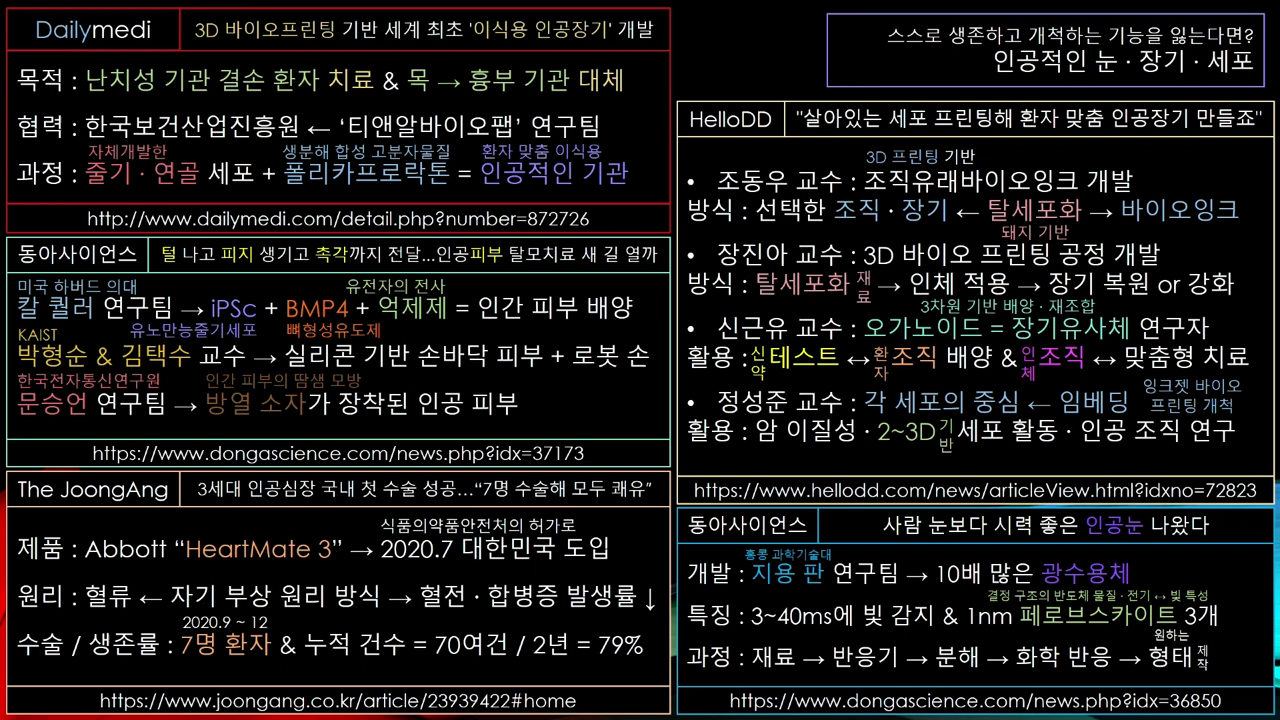 Dailymedi
3D 바이오프린팅 기반 세계 최초 '이식용 인공장기' 개발
목적 : 난치성 기관 결손 환자 치료 & 목 → 흉부 기관 대체
협력 : 한국보건산업진흥원 ← ‘티앤알바이오팹’ 연구팀
자체개발한 생분해 합성 고분자물질 환자 맞춤 이식용
과정 : 줄기 · 연골 세포 + 폴리카프로락톤 = 인공적인 기관
http://www.dailymedi.com/detail.php?number=872726
동아사이언스
털 나고 피지 생기고 촉각까지 전달...인공피부 탈모치료 새 길 열까
미국 하버드 의대 유전자의 전사
칼 퀄러 연구팀 → iPSc + BMP4 + 억제제 = 인간 피부 배양
KAIST 유노만능줄기세포 뼈형성유도제
박형순 & 김택수 교수 → 실리콘 기반 손바닥 피부 + 로봇 손
한국전자통신연구원 인간 피부의 땀샘 모방
문승언 연구팀 → 방열 소자가 장착된 인공 피부
https://www.dongascience.com/news.php?idx=37173
The JoongAng
3세대 인공심장 국내 첫 수술 성공…“7명 수술해 모두 쾌유”
식품의약품안전처의 허가로
제품 : Abbott “HeartMate 3” → 2020.7 대한민국 도입
원리 : 혈류 ← 자기 부상 원리 방식 → 혈전 · 합병증 발생률 ↓
2020.9 ~ 12
수술 / 생존률 : 7명 환자 & 누적 건수 = 70여건 / 2년 = 79%
https://www.joongang.co.kr/article/23939422#home
스스로 생존하고 개척하는 기능을 잃는다면?
인공적인 눈 · 장기 · 세포
HelloDD
"살아있는 세포 프린팅해 환자 맞춤 인공장기 만들죠"
3D 프린팅 기반
• 조동우 교수 : 조직유래바이오잉크 개발
방식 : 선택한 조직 · 장기 ← 탈세포화 → 바이오잉크
돼지 기반
• 장진아 교수 : 3D 바이오 프린팅 공정 개발
방식 : 탈세포화 재료 → 인체 적용 → 장기 복원 or 강화
3차원 기반 배양 · 재조합
• 신근유 교수 : 오가노이드 = 장기유사체 연구자
활용 : 신약 테스트 ↔ 환자 조직 배양 & 인체 조직 ↔ 맞춤형 치료
• 정성준 교수 : 각 세포의 중심 ← 임베딩 잉크젯 바이오 프린팅 개척
활용 : 암 이질성 · 2~3D 기반 세포 활동 · 인공 조직 연구
https://www.hellodd.com/news/articleView.html?idxno=72823
동아사이언스
사람 눈보다 시력 좋은 인공눈 나왔다
홍콩 과학기술대
개발 : 지용 판 연구팀 → 10배 많은 광수용체
결정 구조의 반도체 물질 · 전기 ↔ 빛 특성
특징 : 3~40ms에 빛 감지 & 1nm 페로브스카이트 3개
원하는
과정 : 재료 → 반응기 → 분해 → 화학 반응 → 형태 제작
https://www.dongascience.com/news.php?idx=36850